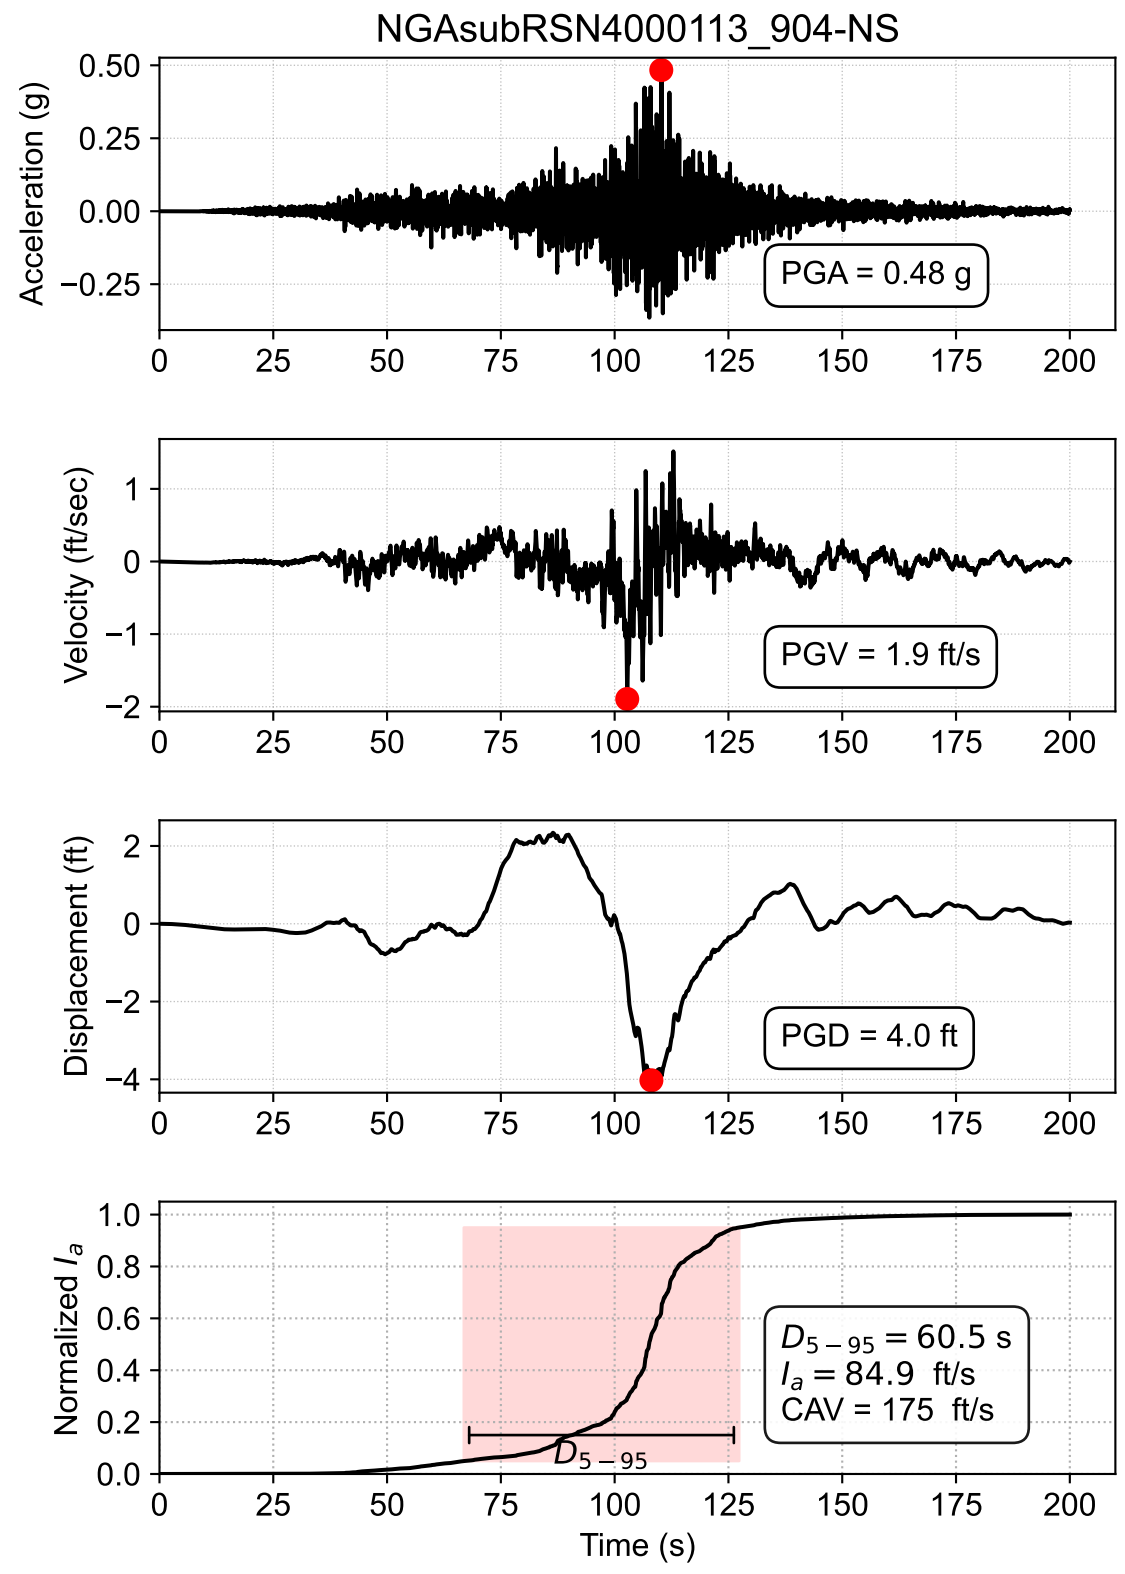 NGAsubRSN4000113_904-NS
Acceleration (g)
0.50
0.25
0.00
−0.25
PGA = 0.48 g
0 25 50 75 100 125 150 175 200
Velocity (ft/sec)
1
0
−1
−2
PGV = 1.9 ft/s
0 25 50 75 100 125 150 175 200
Displacement (ft)
2
0
−2
−4
PGD = 4.0 ft
0 25 50 75 100 125 150 175 200
Normalized Iₐ
1.0
0.8
0.6
0.4
0.2
0.0
D₅₋₉₅ = 60.5 s
Iₐ = 84.9 ft/s
CAV = 175 ft/s
D₅₋₉₅
0 25 50 75 100 125 150 175 200
Time (s)